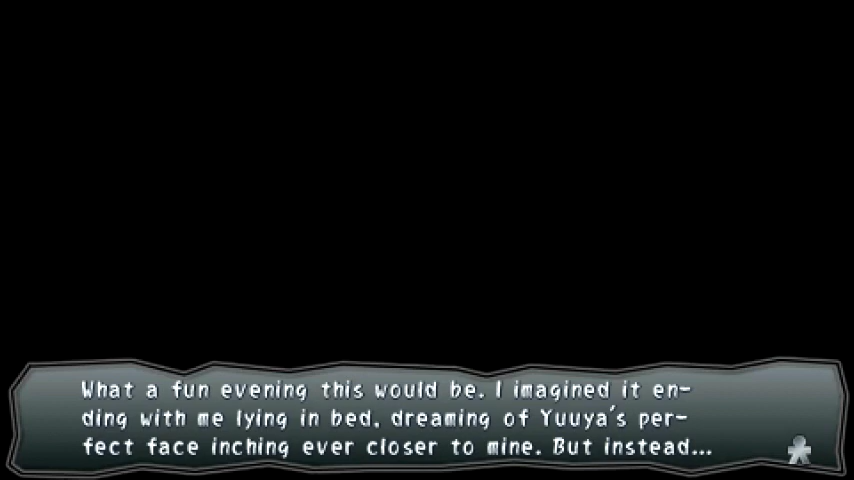 What a fun evening this would be. I imagined it en-
ding with me lying in bed, dreaming of Yuuya's per-
fect face inching ever closer to mine. But instead...